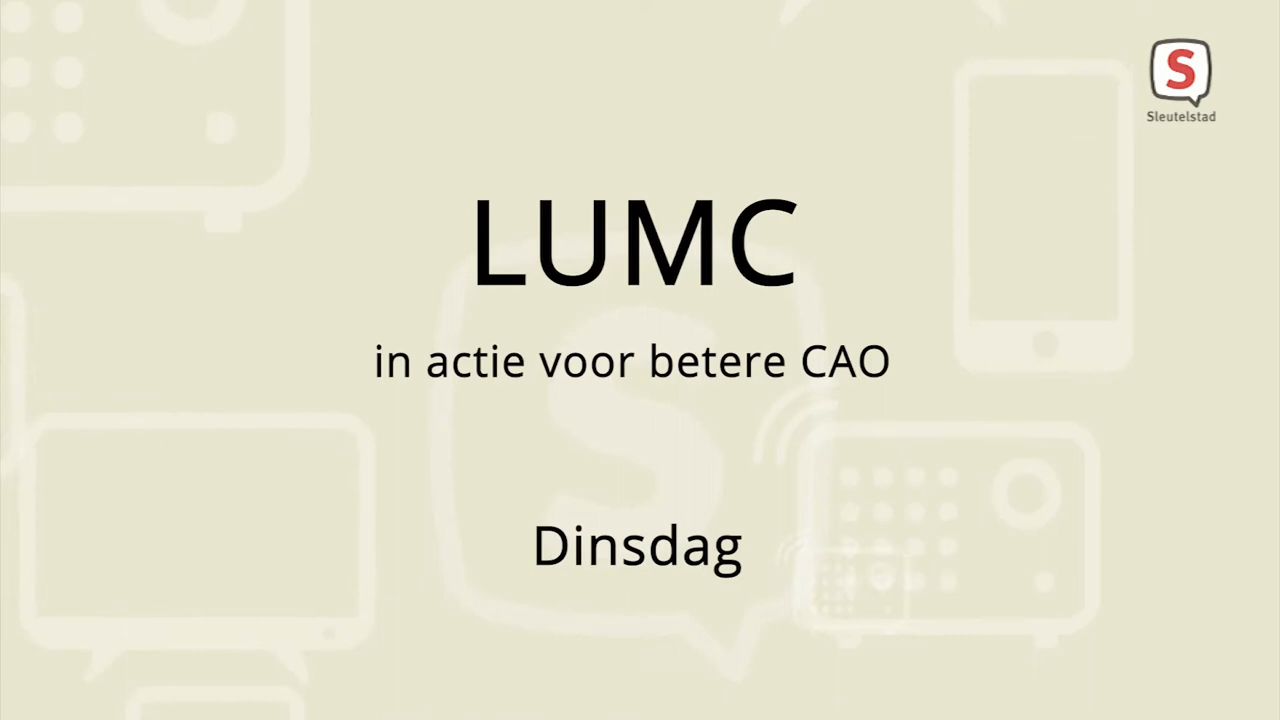 S
Sleutelstad
LUMC
in actie voor betere CAO
Dinsdag